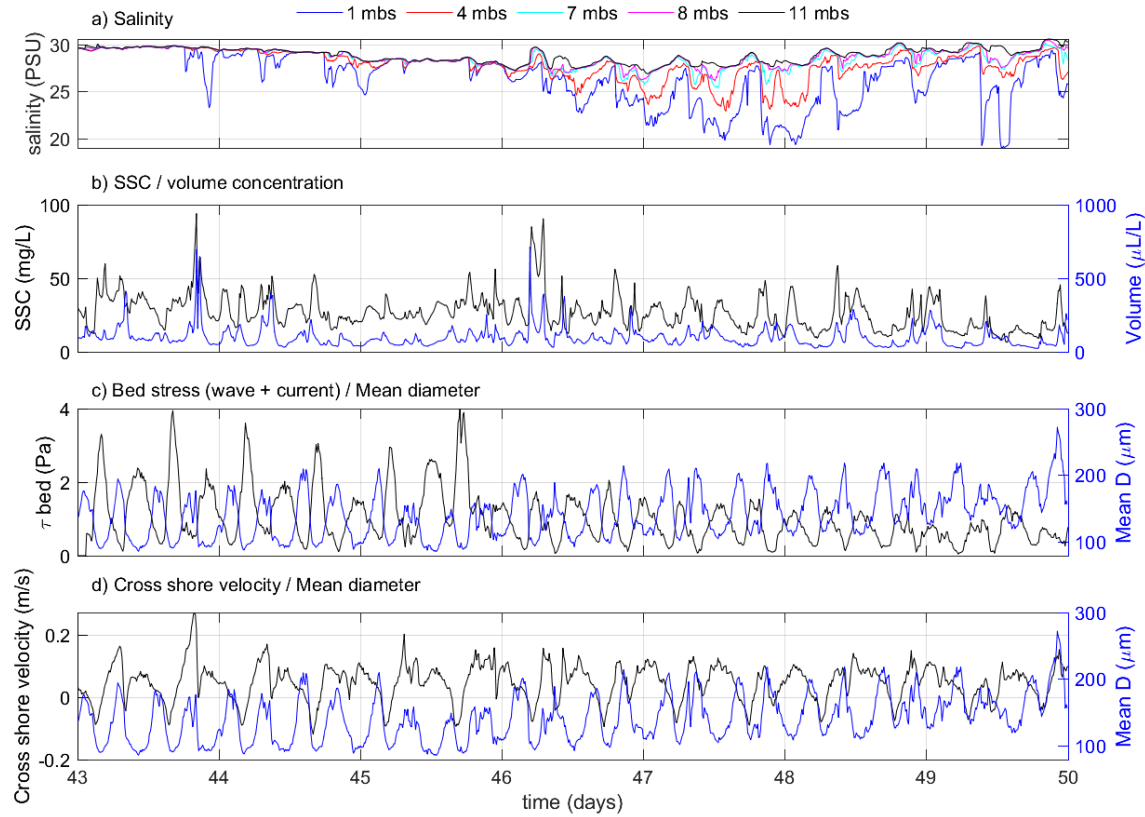 a) Salinity
1 mbs 4 mbs 7 mbs 8 mbs 11 mbs
salinity (PSU)
30
25
20
b) SSC / volume concentration
SSC (mg/L)
100
50
0
1000
500
0
Volume (μL/L)
c) Bed stress (wave + current) / Mean diameter
τ bed (Pa)
4
2
0
300
200
100
Mean D (μm)
d) Cross shore velocity / Mean diameter
Cross shore velocity (m/s)
0.2
0
-0.2
300
200
100
Mean D (μm)
43 44 45 46 47 48 49 50
time (days)